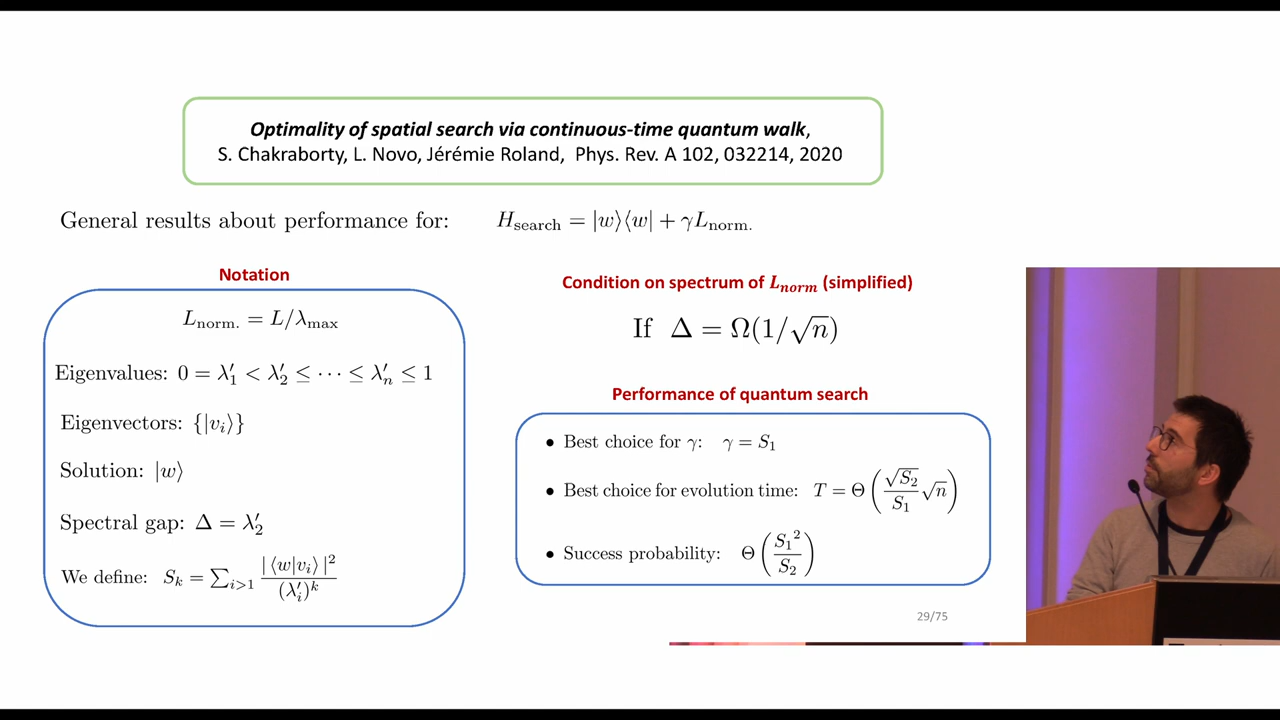 Optimality of spatial search via continuous-time quantum walk,
S. Chakraborty, L. Novo, Jérémie Roland, Phys. Rev. A 102, 032214, 2020
General results about performance for: H_search = |w⟩⟨w| + γL_norm.
Notation
L_norm. = L/λ_max
Eigenvalues: 0 = λ′_1 < λ′_2 ≤ ⋯ ≤ λ′_n ≤ 1
Eigenvectors: {|v_i⟩}
Solution: |w⟩
Spectral gap: Δ = λ′_2
We define: S_k = ∑_{i>1} |⟨w|v_i⟩|² / (λ′_i)^k
Condition on spectrum of L_norm (simplified)
If Δ = Ω(1/√n)
Performance of quantum search
• Best choice for γ: γ = S_1
• Best choice for evolution time: T = Θ(√S_2 / S_1 √n)
• Success probability: Θ(S_1² / S_2)
29/75